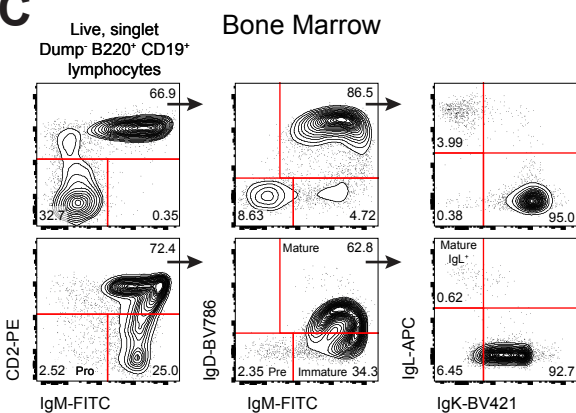 C
Bone Marrow
Live, singlet
Dump- B220+ CD19+
lymphocytes
66.9
32.7
0.35
86.5
8.63
4.72
3.99
0.38
95.0
72.4
2.52
Pro
25.0
Mature
62.8
2.35
Pre
Immature
34.3
Mature
IgL+
0.62
6.45
92.7
CD2-PE
IgM-FITC
IgD-BV786
IgM-FITC
IgL-APC
IgK-BV421